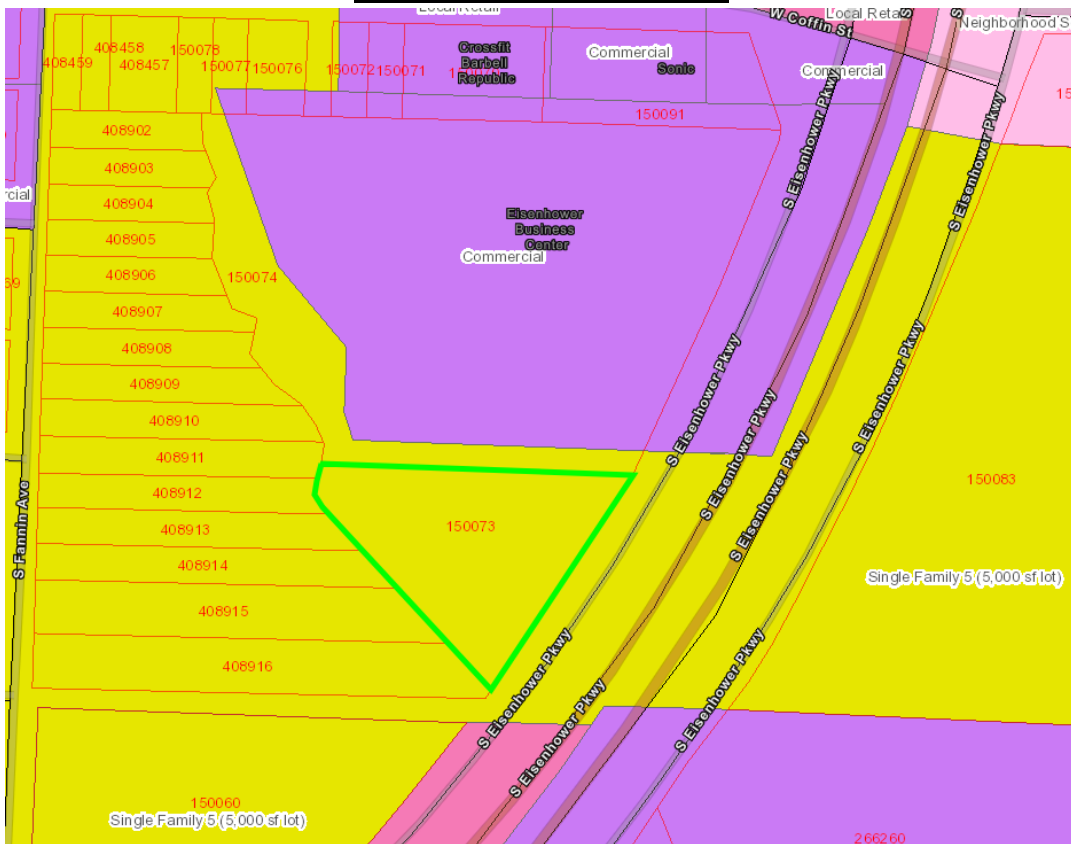 Local Retail
W Coffin St
Local Reta
S
S
Neighborhood S
408458
150078
Crossfit
Barbell
Republic
Commercial
408459
408457
150077
150076
150072
150071
Sonic
Commercial
15
150091
408902
S Eisenhower Pkwy
S Eisenhower Pkwy
408903
rcial
408904
Eisenhower
Business
Center
Commercial
408905
408906
150074
69
408907
408908
S Eisenhower Pkwy
S Eisenhower Pkwy
408909
408910
S Eisenhower Pkwy
S Eisenhower Pkwy
408911
150083
408912
S Fannin Ave
408913
150073
408914
Single Family 5 (5,000 sf lot)
408915
408916
S Eisenhower Pkwy
S Eisenhower Pkwy
S Eisenhower Pkwy
150060
Single Family 5 (5,000 sf lot)
266260